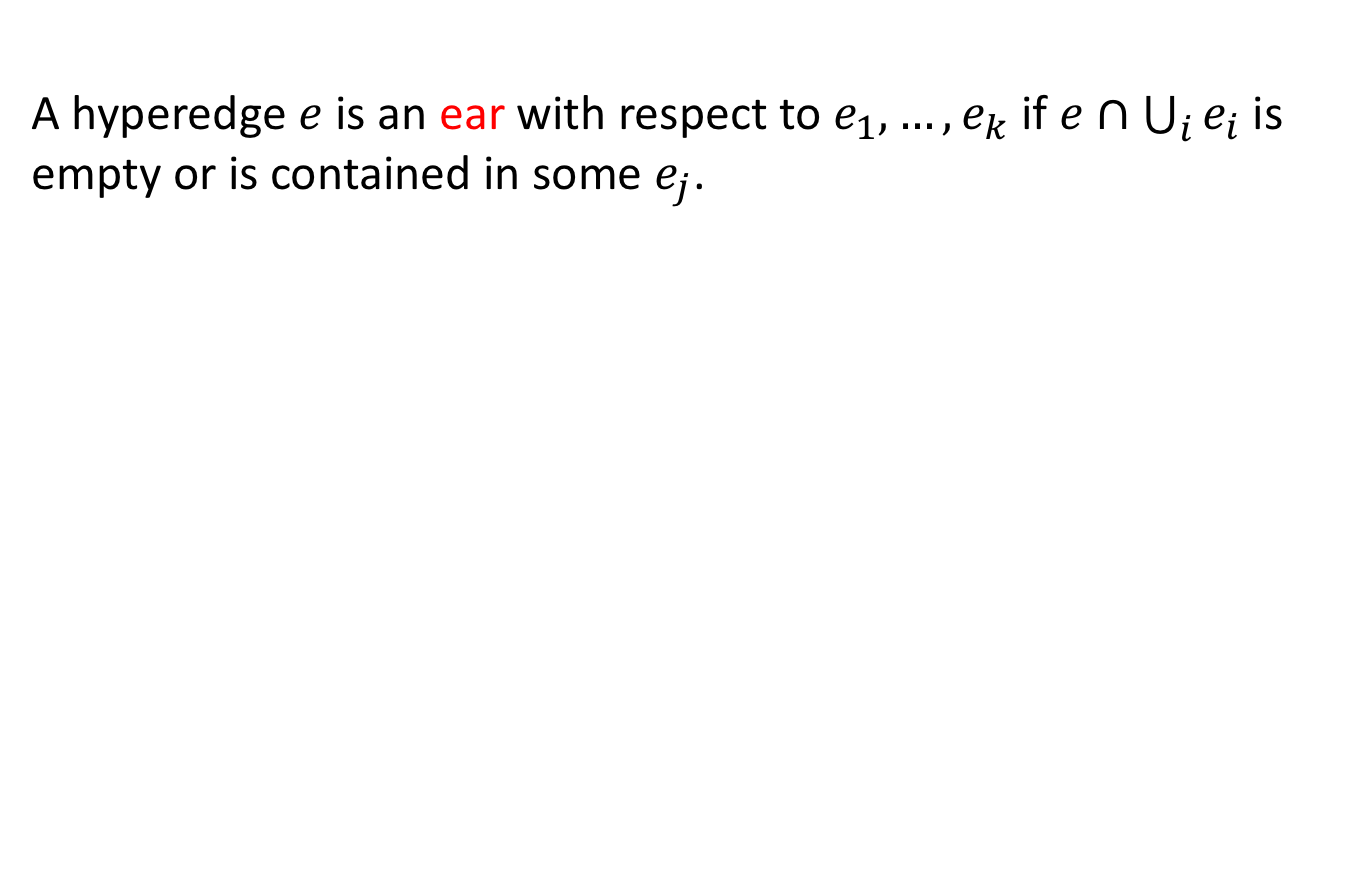 A hyperedge 𝑒 is an ear with respect to 𝑒₁, … , 𝑒ₖ if 𝑒 ∩ ⋃ᵢ 𝑒ᵢ is
empty or is contained in some 𝑒ⱼ.